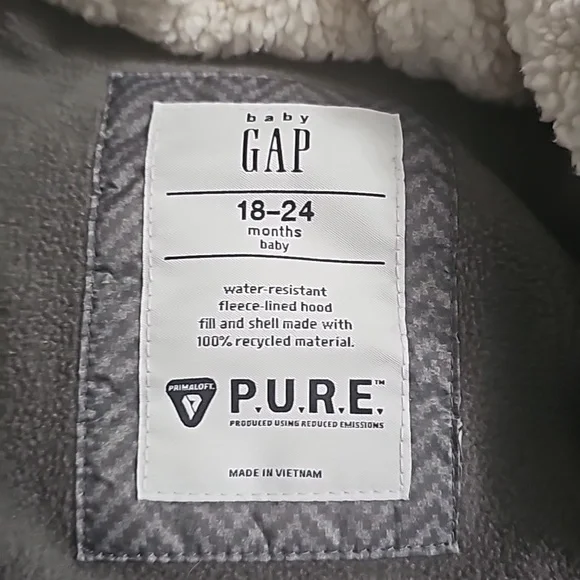 baby
GAP
18-24
months
baby
water-resistant
fleece-lined hood
fill and shell made with
100% recycled material.
PRIMALOFT.
P.U.R.E.™
PRODUCED USING REDUCED EMISSIONS
MADE IN VIETNAM